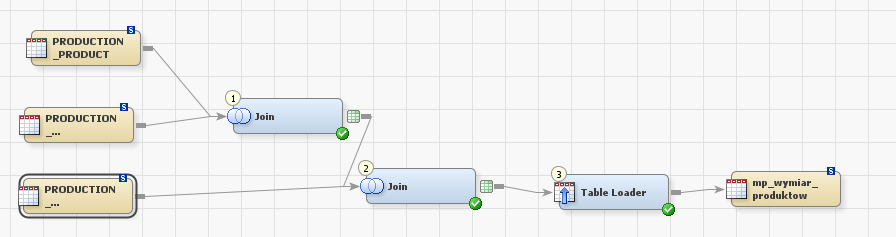 S
PRODUCTION
_PRODUCT
S
PRODUCTION
_...
1
Join
S
PRODUCTION
_...
2
Join
3
Table Loader
S
mp_wymiar_
produktow